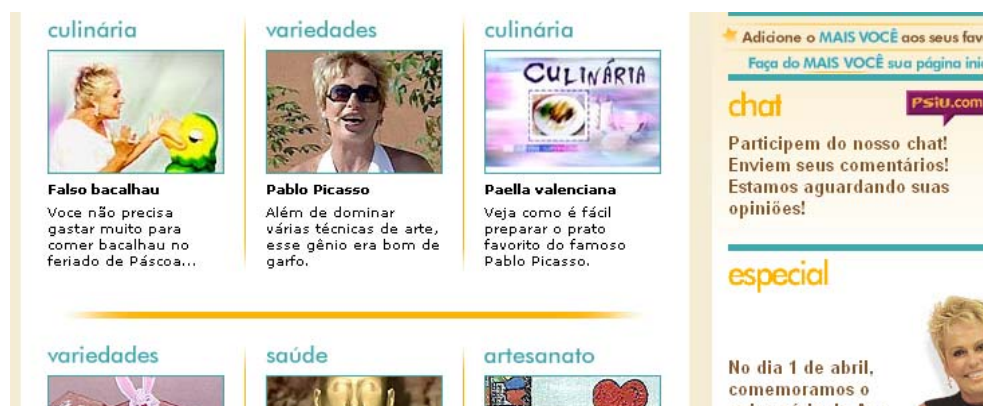 culinária
variedades
culinária
CULINÁRIA
Falso bacalhau
Voce não precisa
gastar muito para
comer bacalhau no
feriado de Páscoa...
Pablo Picasso
Além de dominar
várias técnicas de arte,
esse gênio era bom de
garfo.
Paella valenciana
Veja como é fácil
preparar o prato
favorito do famoso
Pablo Picasso.
variedades
saúde
artesanato
Adicione o MAIS VOCÊ aos seus fav
Faça do MAIS VOCÊ sua página ini
chat
PSiU.com
Participem do nosso chat!
Enviem seus comentários!
Estamos aguardando suas
opiniões!
especial
No dia 1 de abril,
comemoramos o